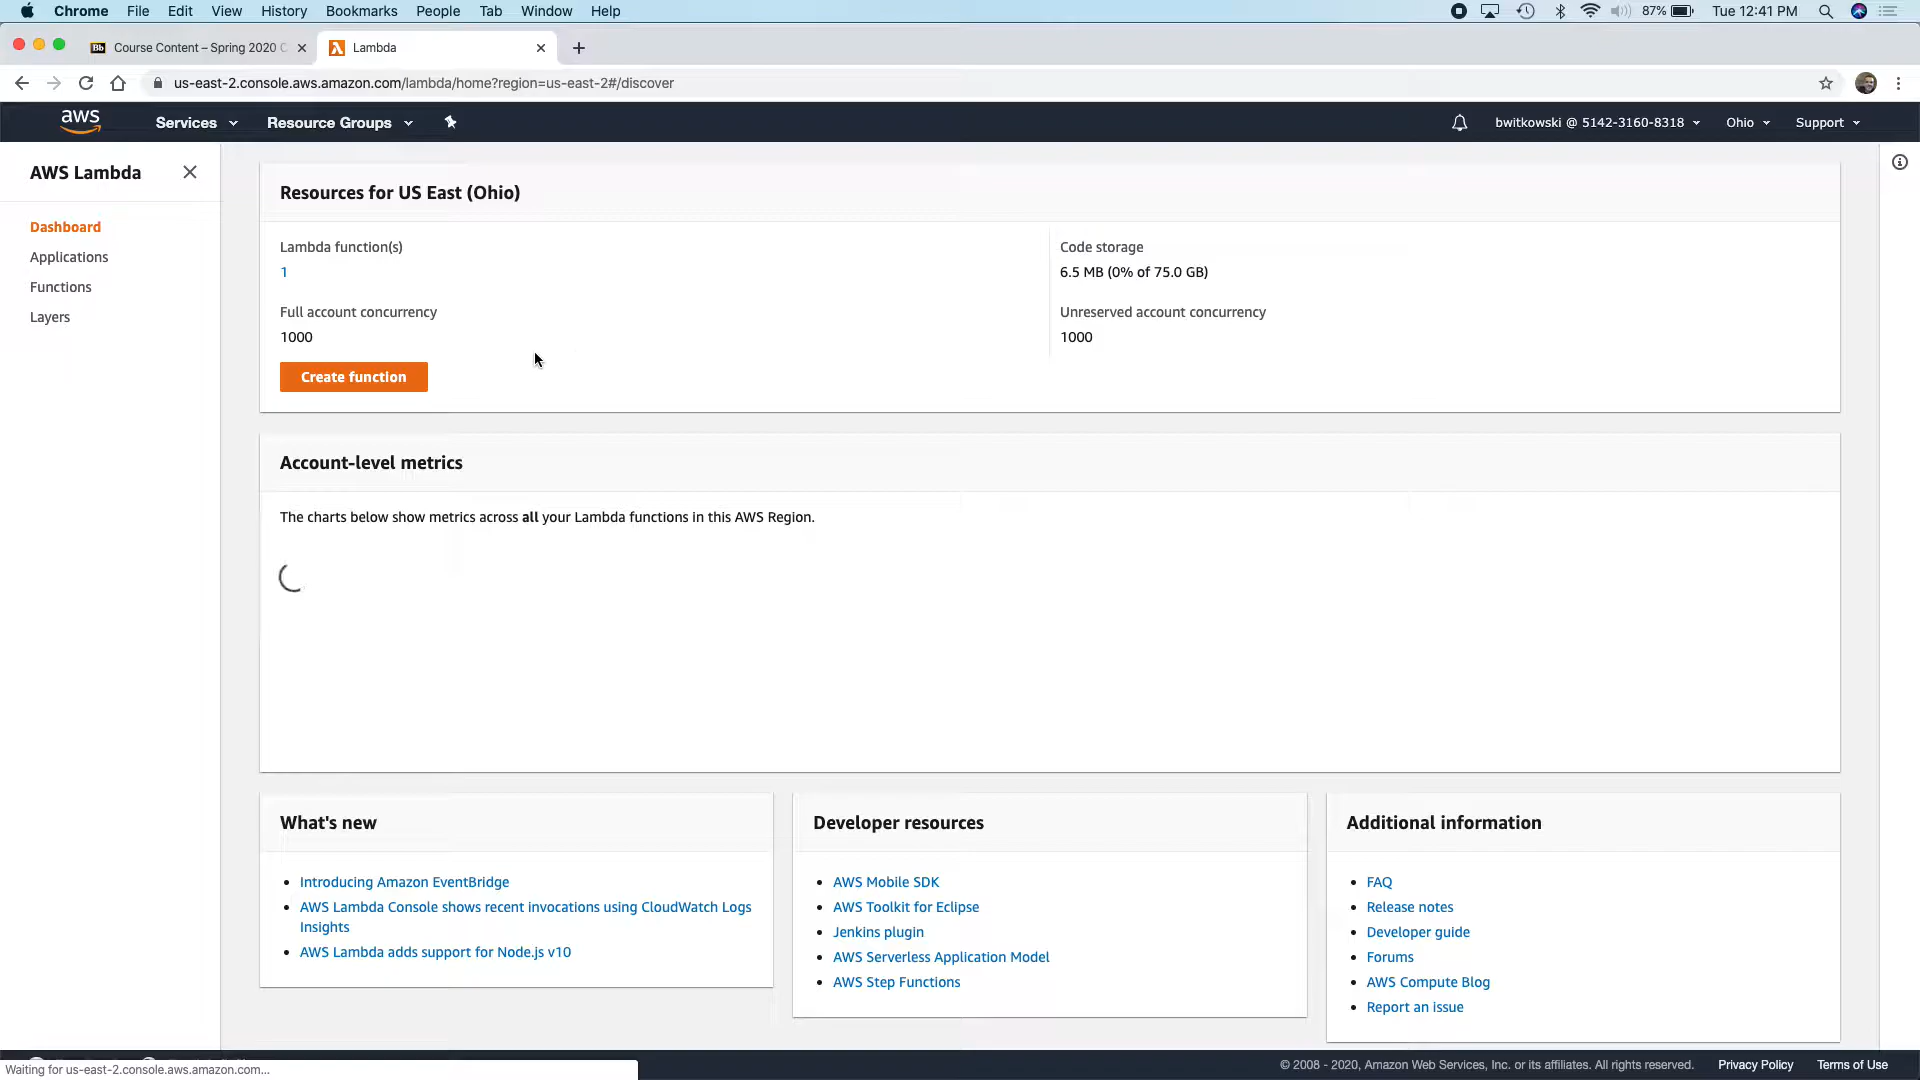 Chrome File Edit View History Bookmarks People Tab Window Help 87% Tue 12:41 PM
Bb Course Content – Spring 2020 C Lambda
us-east-2.console.aws.amazon.com/lambda/home?region=us-east-2#/discover
aws Services Resource Groups bwitkowski @ 5142-3160-8318 Ohio Support
AWS Lambda
Dashboard
Applications
Functions
Layers
Resources for US East (Ohio)
Lambda function(s)
1
Code storage
6.5 MB (0% of 75.0 GB)
Full account concurrency
1000
Unreserved account concurrency
1000
Create function
Account-level metrics
The charts below show metrics across all your Lambda functions in this AWS Region.
What's new
Introducing Amazon EventBridge
AWS Lambda Console shows recent invocations using CloudWatch Logs
Insights
AWS Lambda adds support for Node.js v10
Developer resources
AWS Mobile SDK
AWS Toolkit for Eclipse
Jenkins plugin
AWS Serverless Application Model
AWS Step Functions
Additional information
FAQ
Release notes
Developer guide
Forums
AWS Compute Blog
Report an issue
Waiting for us-east-2.console.aws.amazon.com...
© 2008 - 2020, Amazon Web Services, Inc. or its affiliates. All rights reserved. Privacy Policy Terms of Use